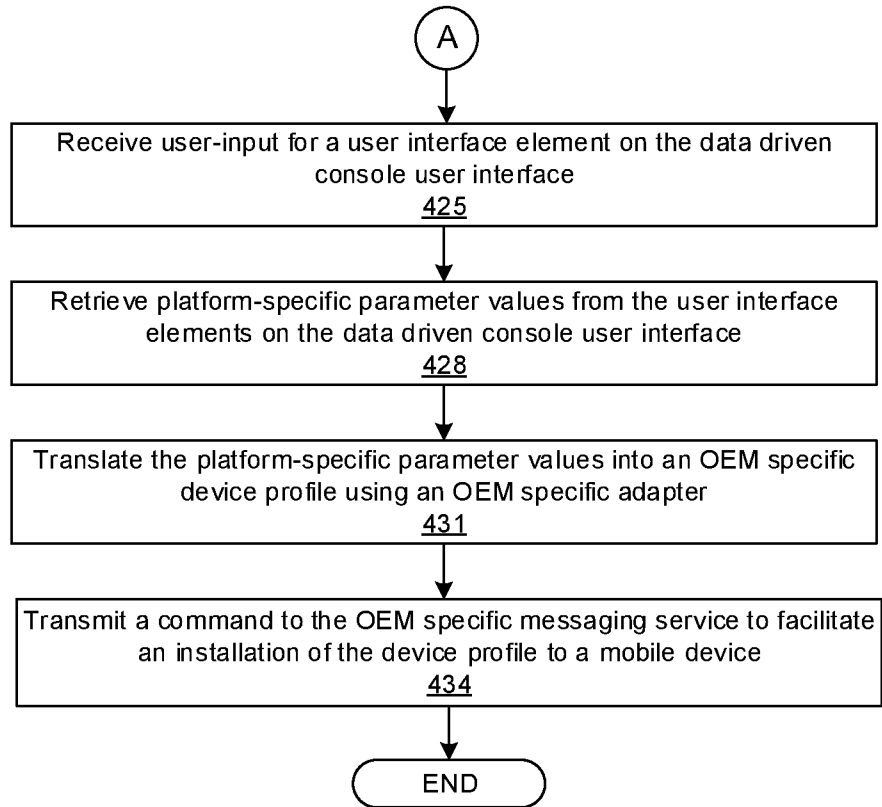 A
Receive user-input for a user interface element on the data driven
console user interface
425
Retrieve platform-specific parameter values from the user interface
elements on the data driven console user interface
428
Translate the platform-specific parameter values into an OEM specific
device profile using an OEM specific adapter
431
Transmit a command to the OEM specific messaging service to facilitate
an installation of the device profile to a mobile device
434
END